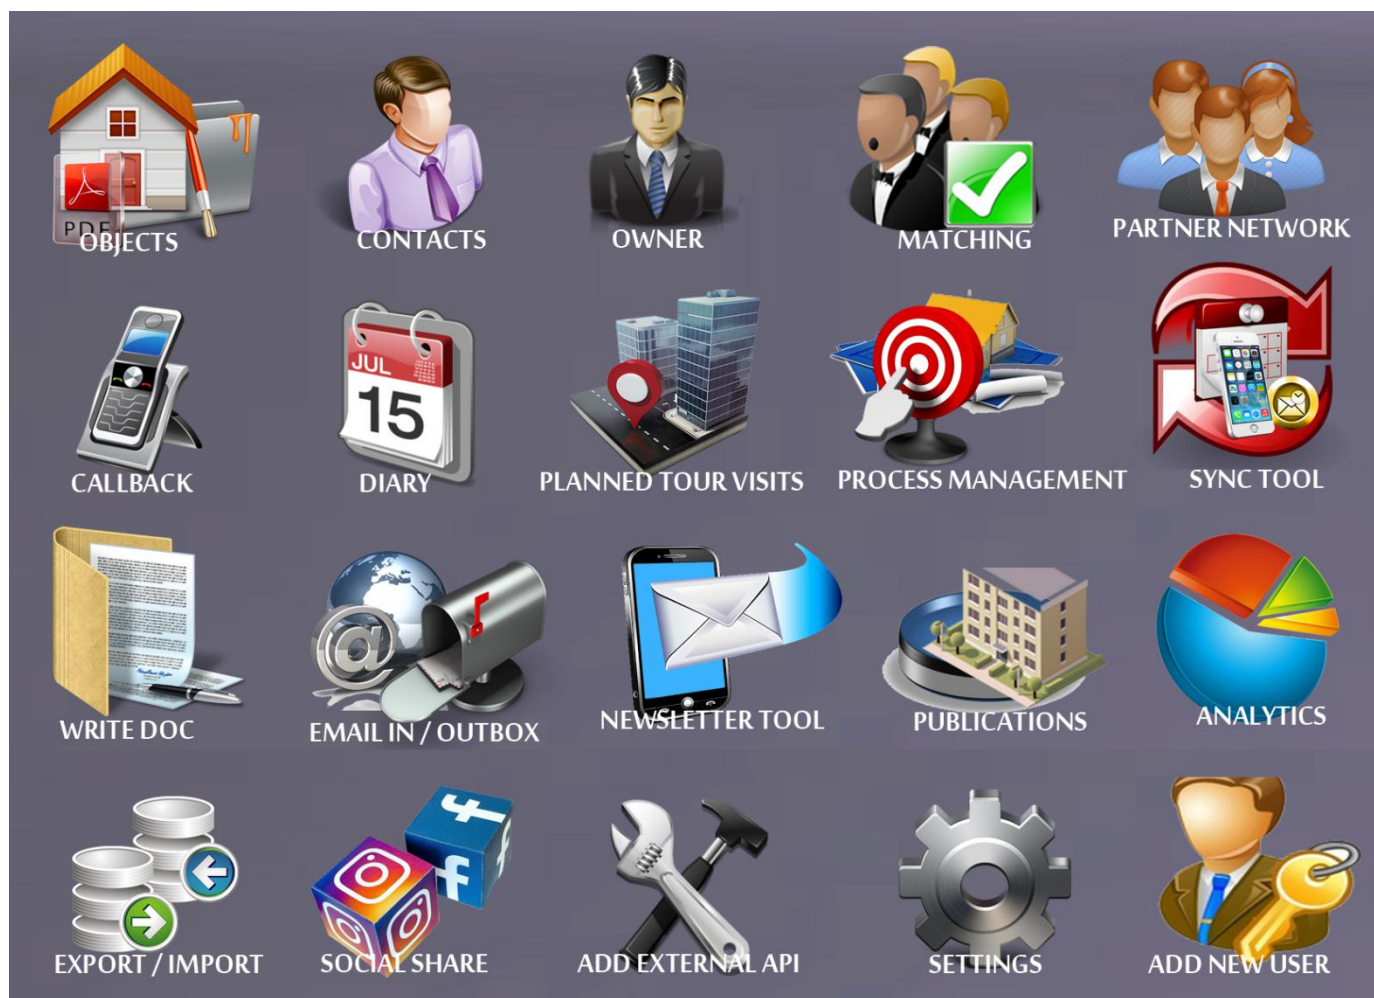 PDF
OBJECTS
CONTACTS
OWNER
MATCHING
PARTNER NETWORK
CALLBACK
JUL
15
DIARY
PLANNED TOUR VISITS
PROCESS MANAGEMENT
SYNC TOOL
WRITE DOC
@
EMAIL IN / OUTBOX
NEWSLETTER TOOL
PUBLICATIONS
ANALYTICS
EXPORT / IMPORT
f
f
f
SOCIAL SHARE
ADD EXTERNAL API
SETTINGS
ADD NEW USER